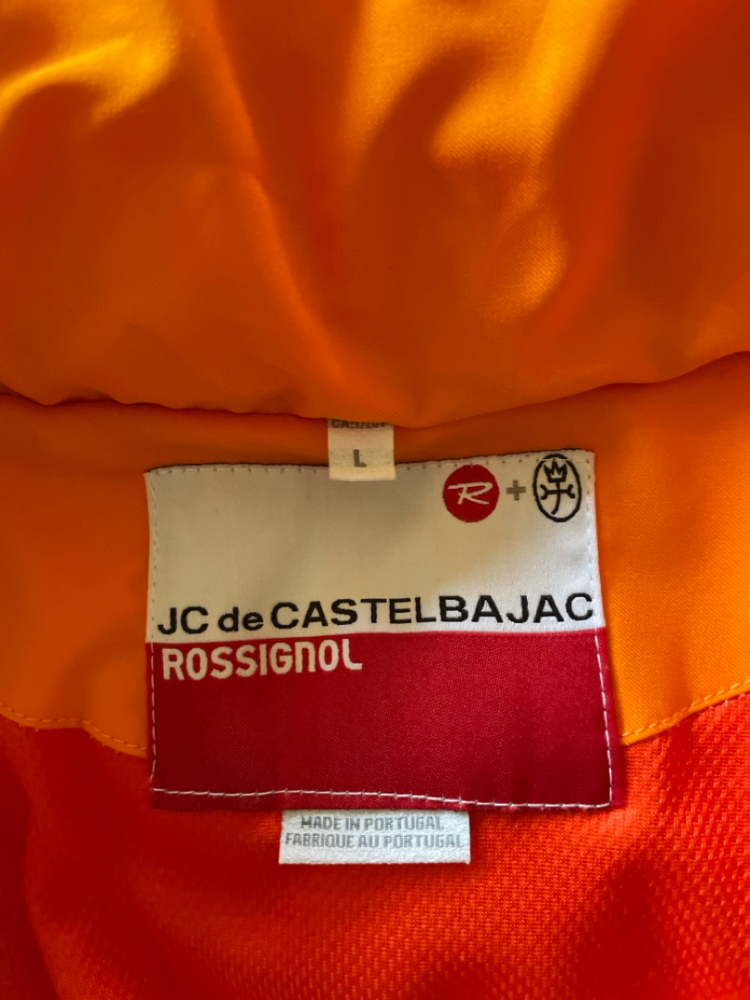 L
R +
JC de CASTELBAJAC
ROSSIGNOL
MADE IN PORTUGAL
FABRIQUE AU PORTUGAL